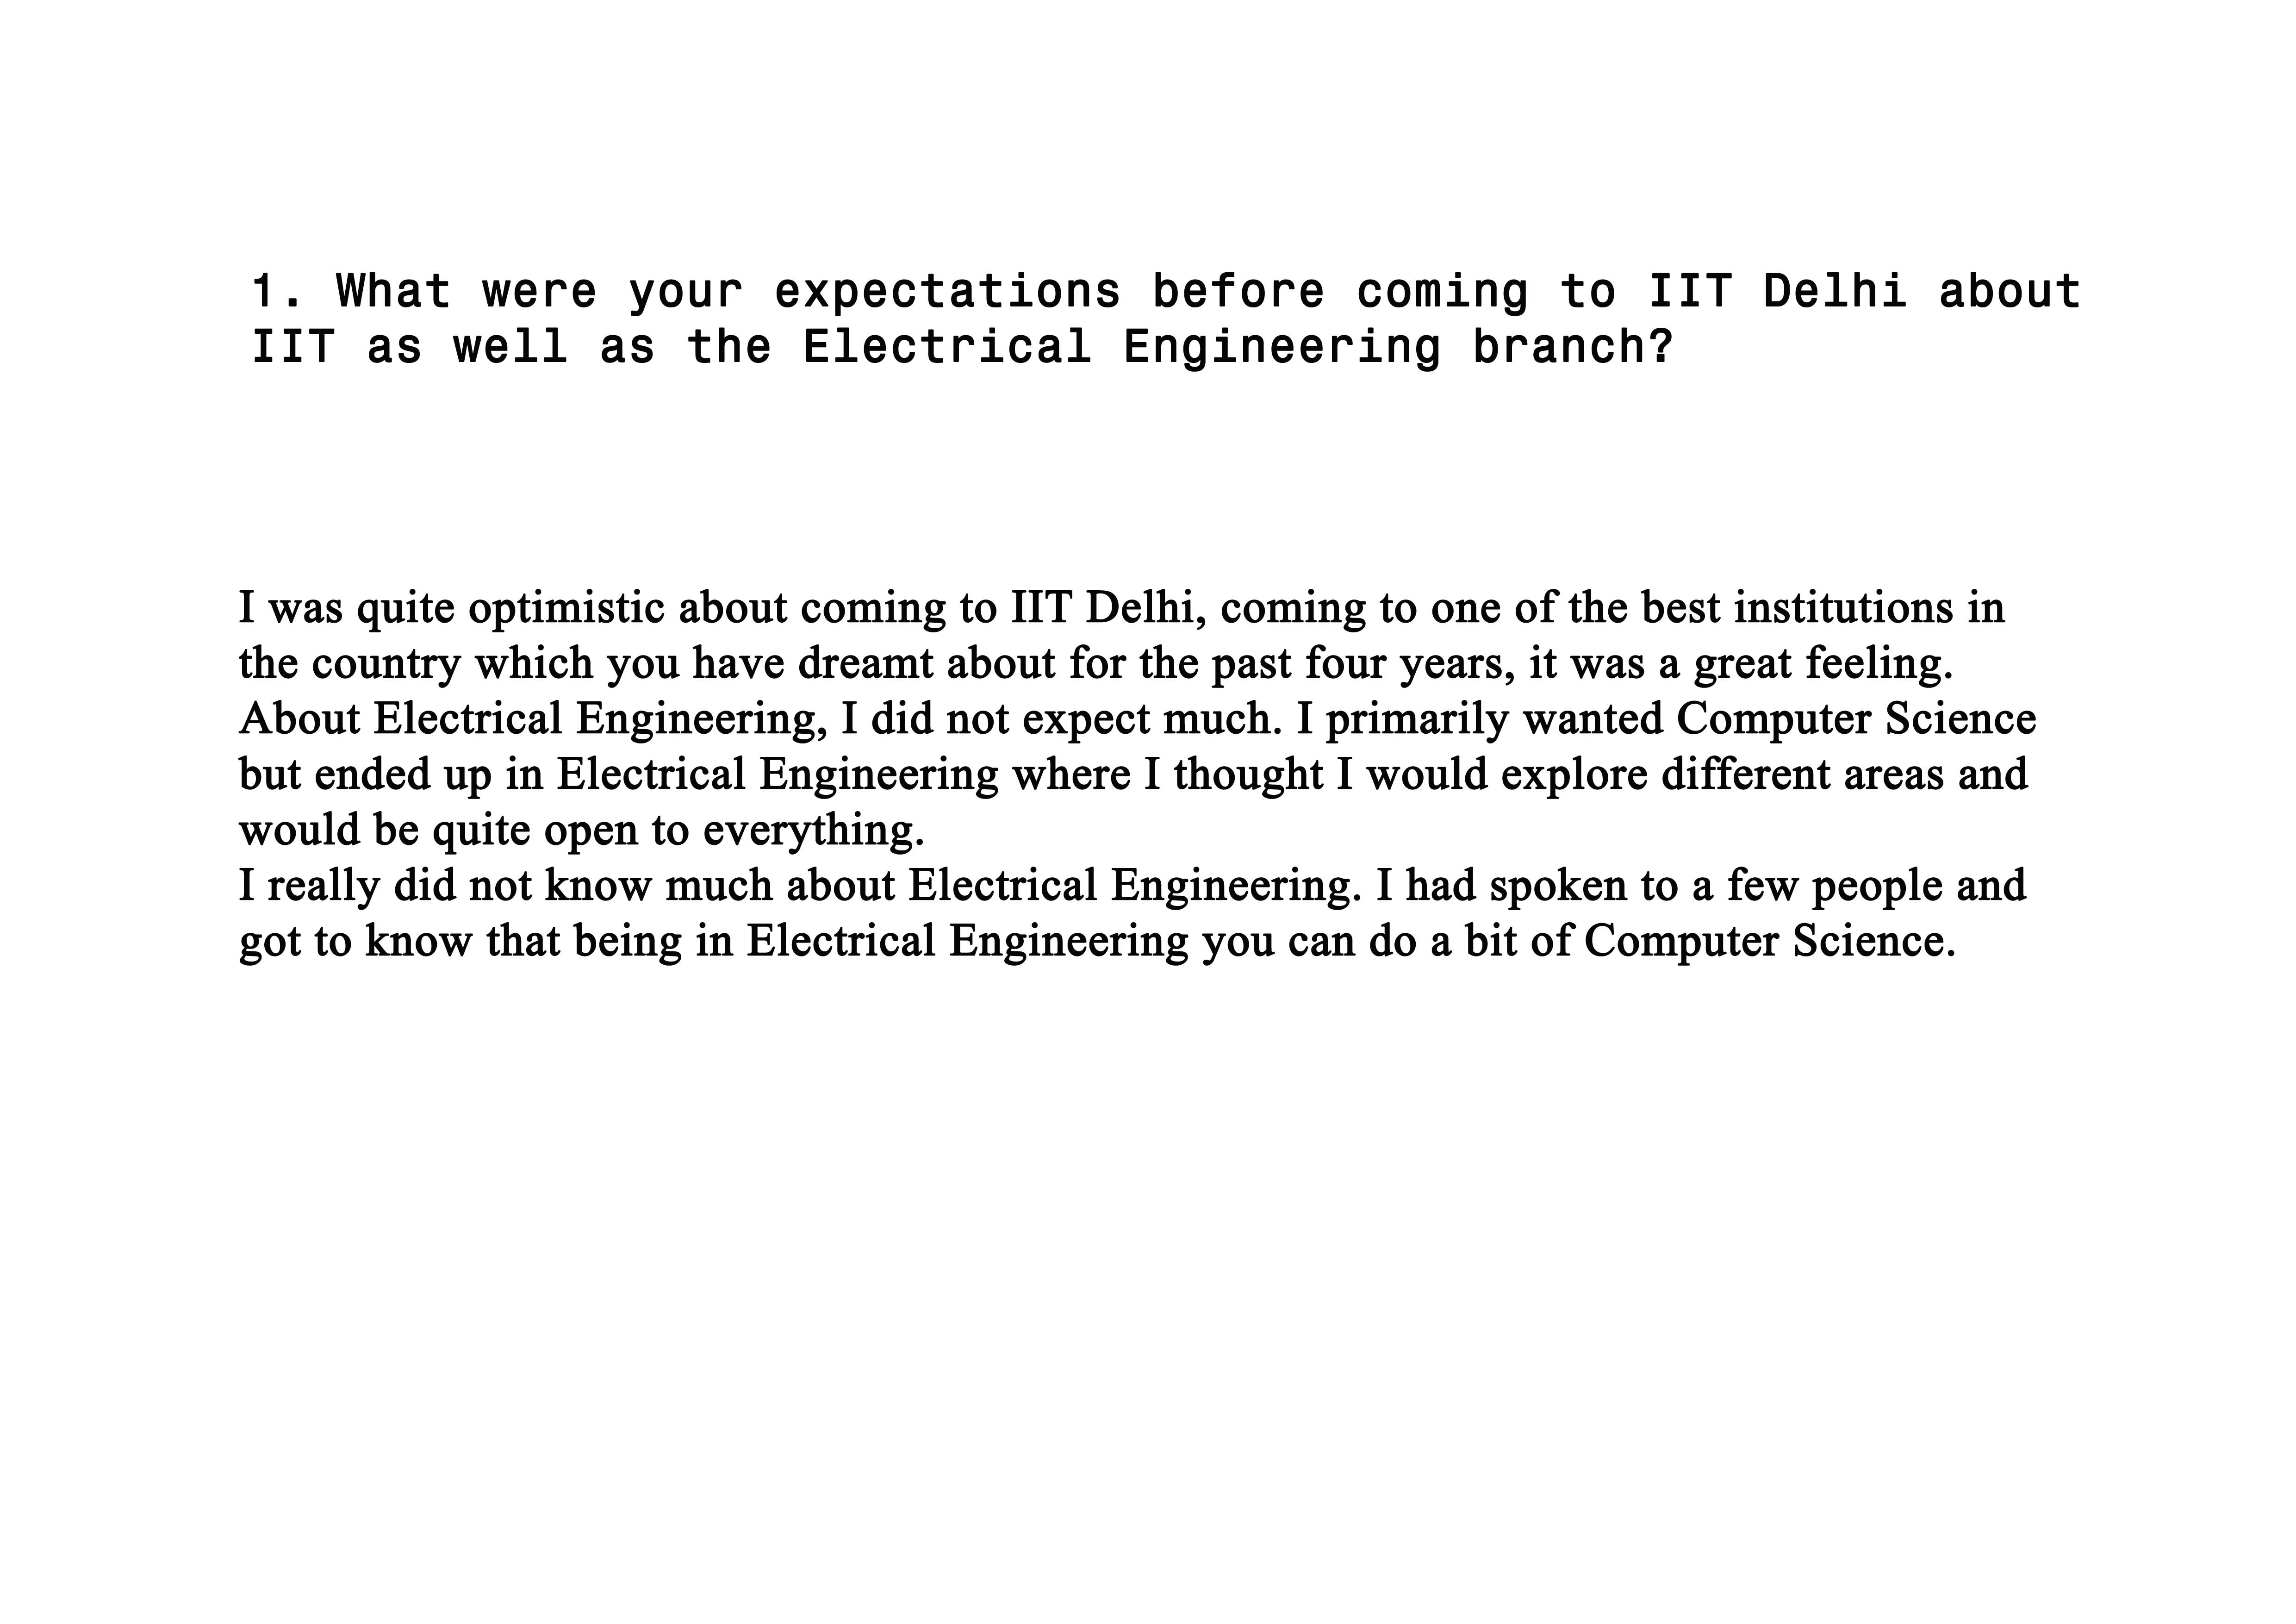 1. What were your expectations before coming to IIT Delhi about
IIT as well as the Electrical Engineering branch?
I was quite optimistic about coming to IIT Delhi, coming to one of the best institutions in
the country which you have dreamt about for the past four years, it was a great feeling.
About Electrical Engineering, I did not expect much. I primarily wanted Computer Science
but ended up in Electrical Engineering where I thought I would explore different areas and
would be quite open to everything.
I really did not know much about Electrical Engineering. I had spoken to a few people and
got to know that being in Electrical Engineering you can do a bit of Computer Science.